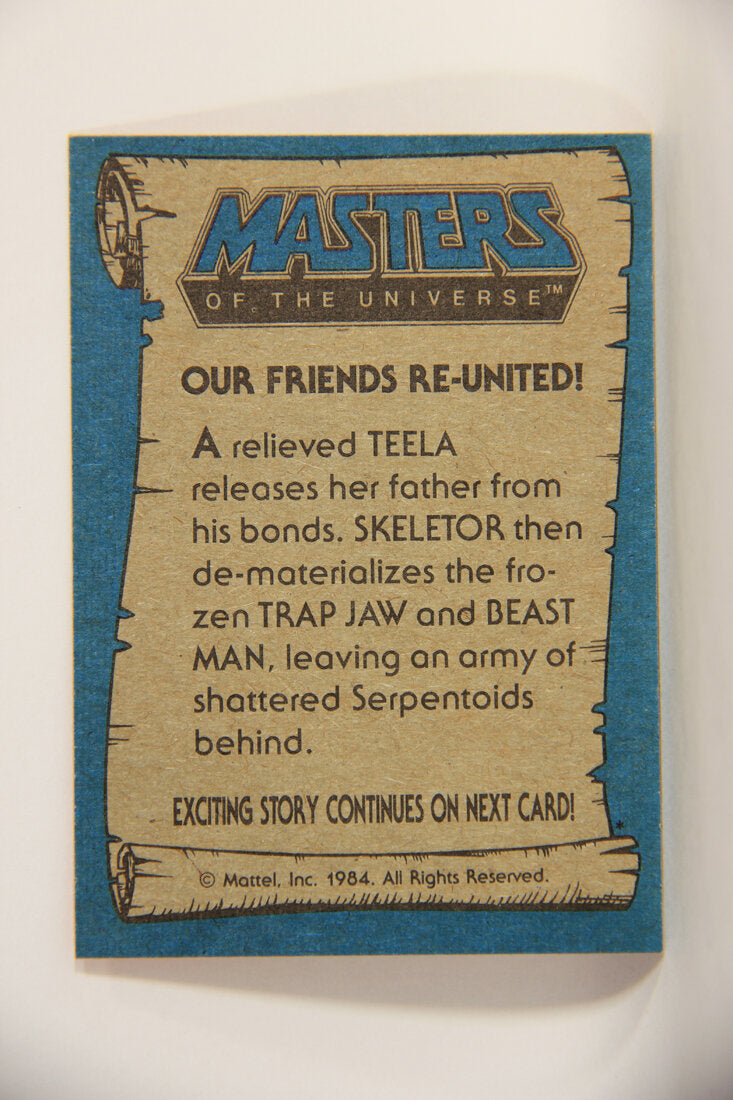 MASTERS
OF THE UNIVERSE™
OUR FRIENDS RE-UNITED!
A relieved TEELA
releases her father from
his bonds. SKELETOR then
de-materializes the fro-
zen TRAP JAW and BEAST
MAN, leaving an army of
shattered Serpentoids
behind.
EXCITING STORY CONTINUES ON NEXT CARD!
*
© Mattel, Inc. 1984. All Rights Reserved.